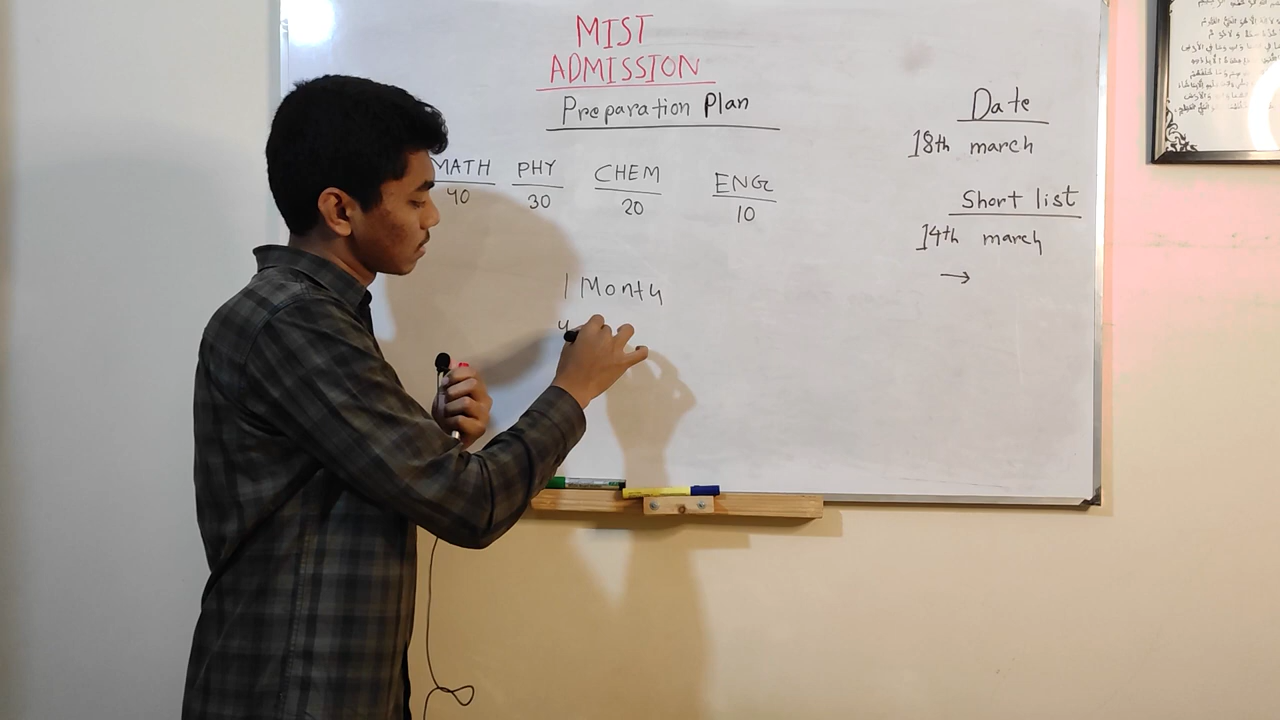 MIST
ADMISSION
Preparation Plan
MATH PHY CHEM ENG
40 30 20 10
Date
18th march
Short list
14th march
→
1 Month
4